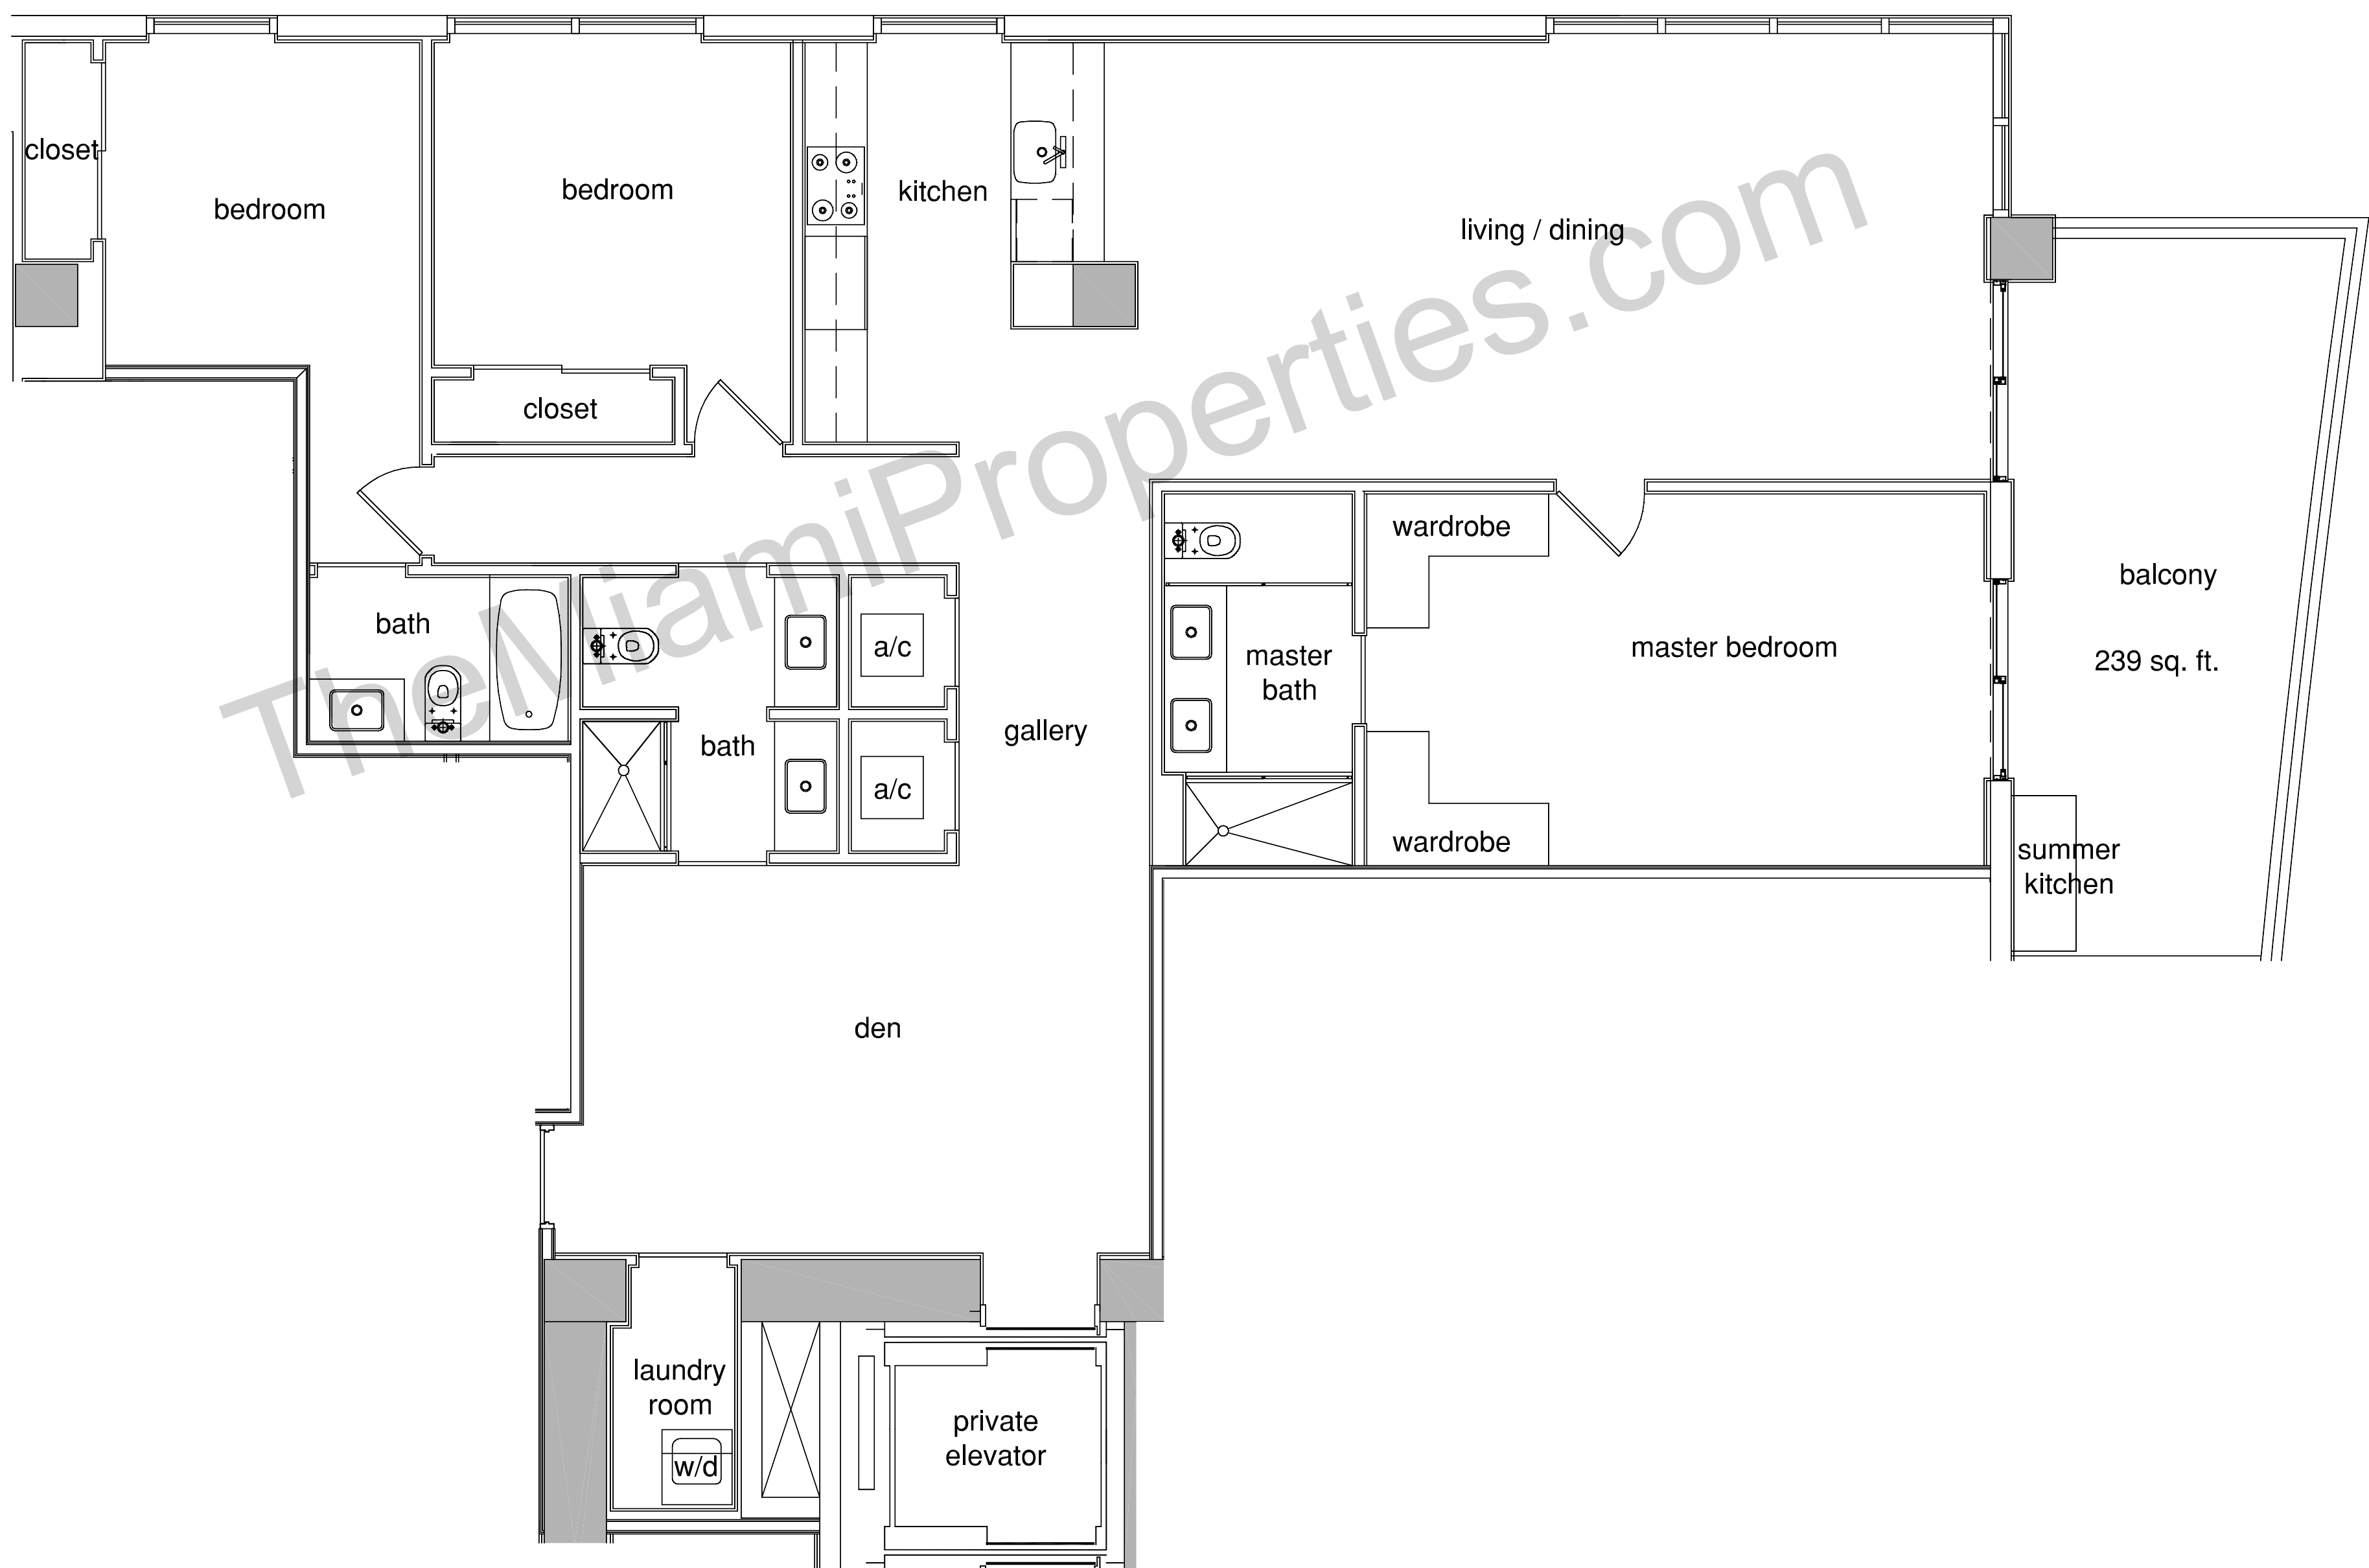 closet
bedroom
bedroom
kitchen
living / dining
closet
wardrobe
balcony
239 sq. ft.
bath
a/c
master
bath
master bedroom
gallery
bath
a/c
wardrobe
summer
kitchen
den
laundry
room
w/d
private
elevator
TheMiamiProperties.com